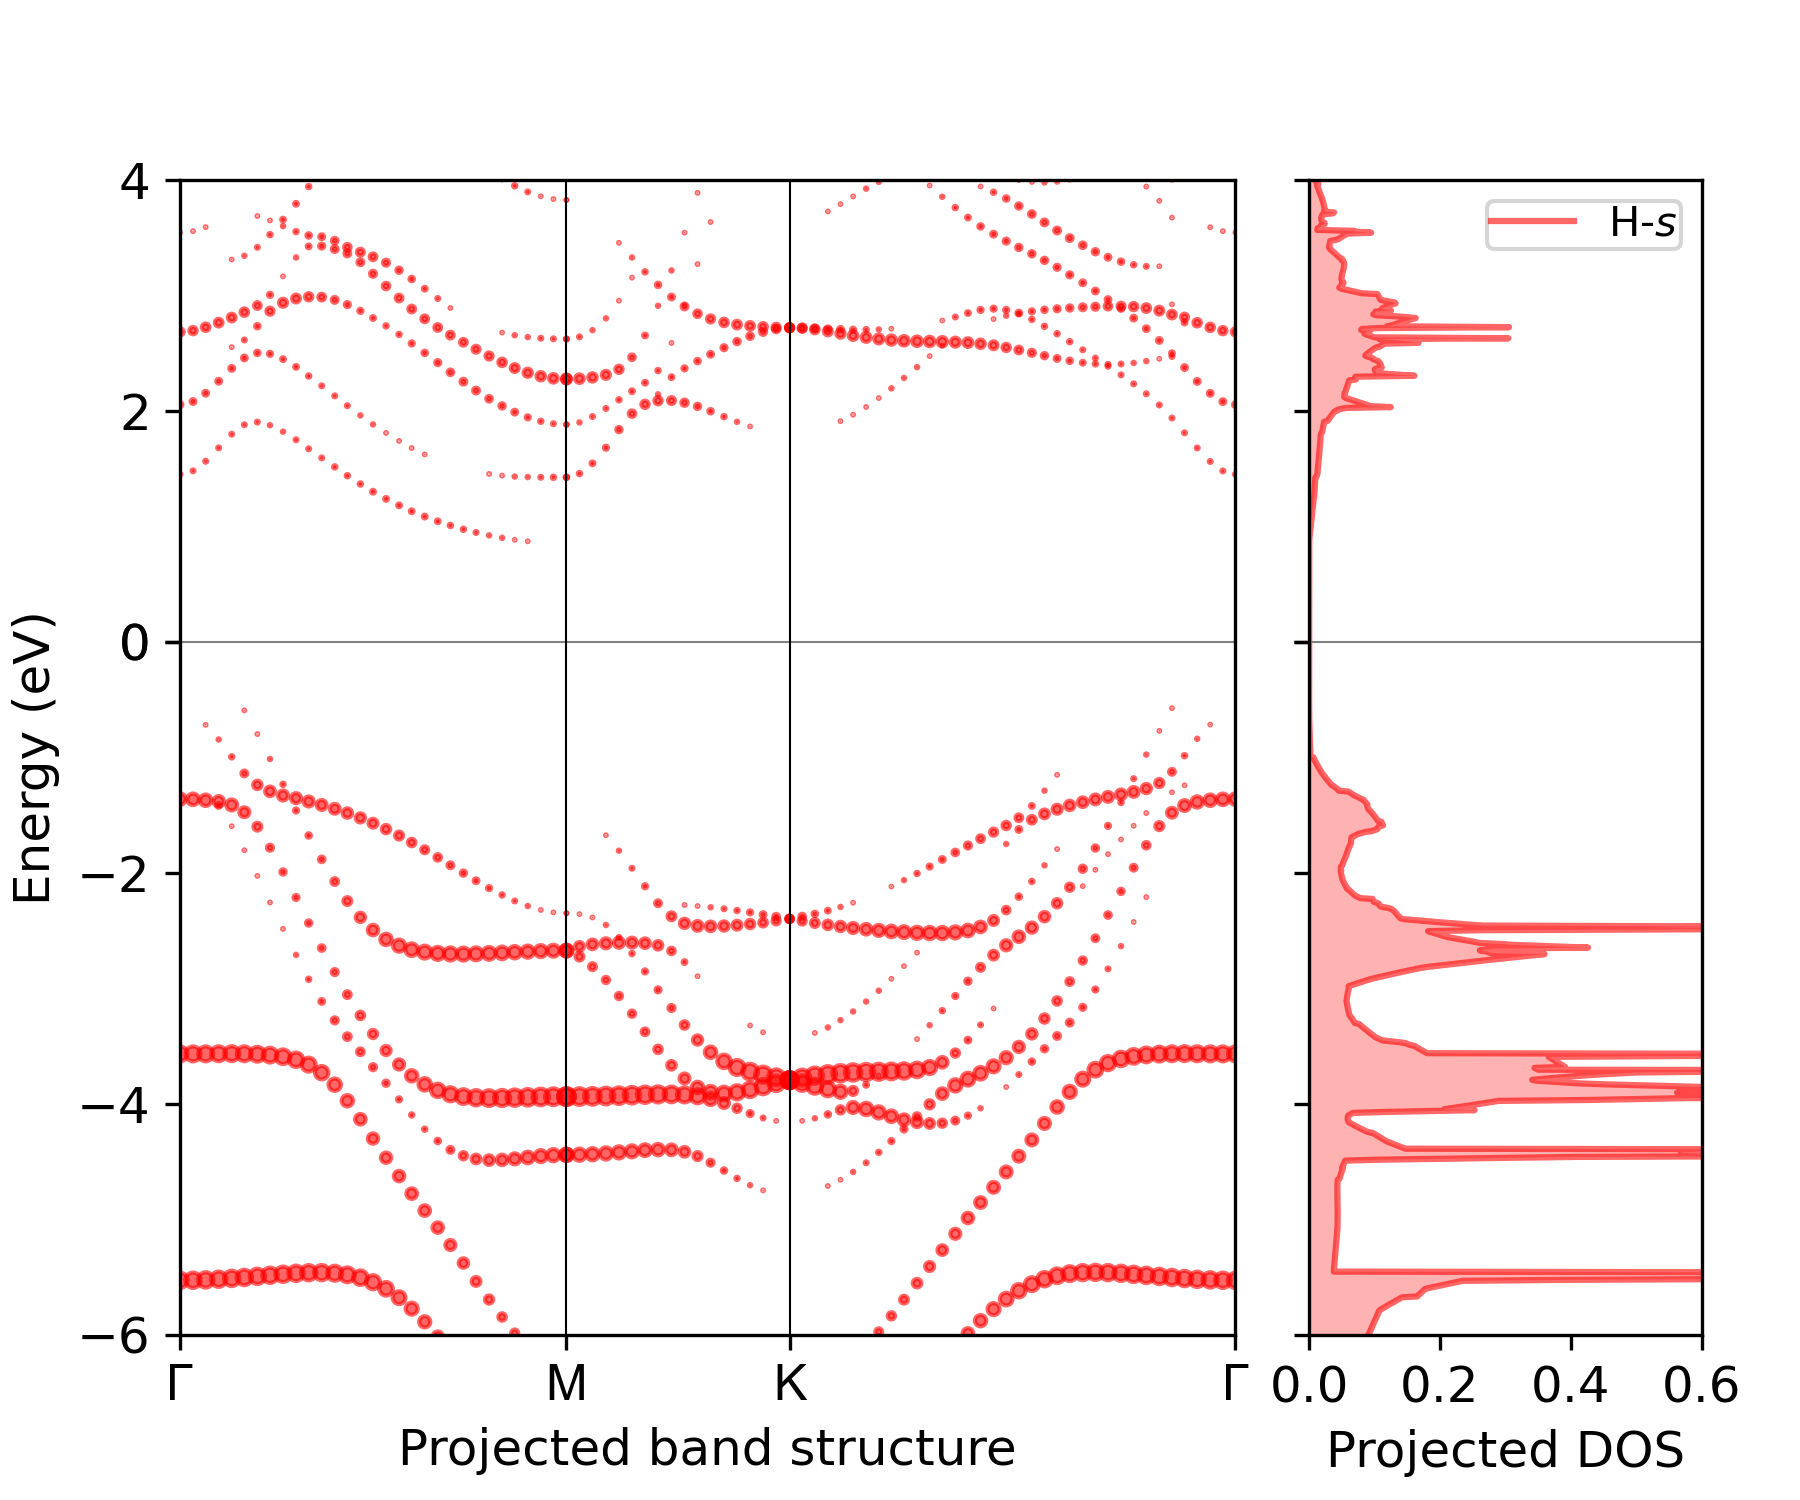 4
2
0
−2
−4
−6
Energy (eV)
Γ M K Γ
Projected band structure
H-s
0.0 0.2 0.4 0.6
Projected DOS